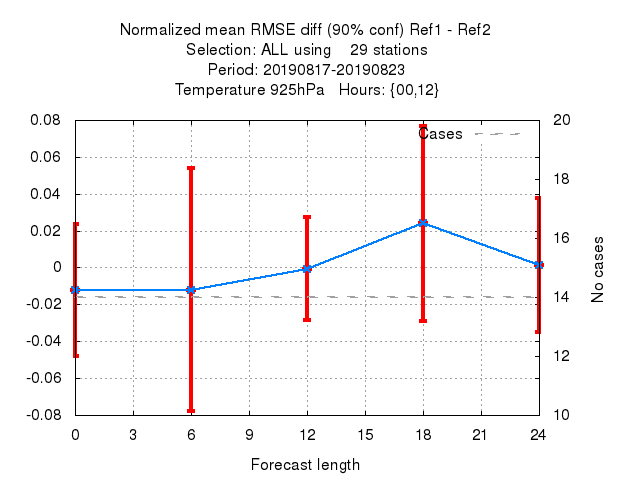 Normalized mean RMSE diff (90% conf) Ref1 - Ref2
Selection: ALL using    29 stations
Period: 20190817-20190823
Temperature 925hPa   Hours: {00,12}
Cases
0.08
0.06
0.04
0.02
0
-0.02
-0.04
-0.06
-0.08
20
18
16
14
12
10
No cases
0 3 6 9 12 15 18 21 24
Forecast length